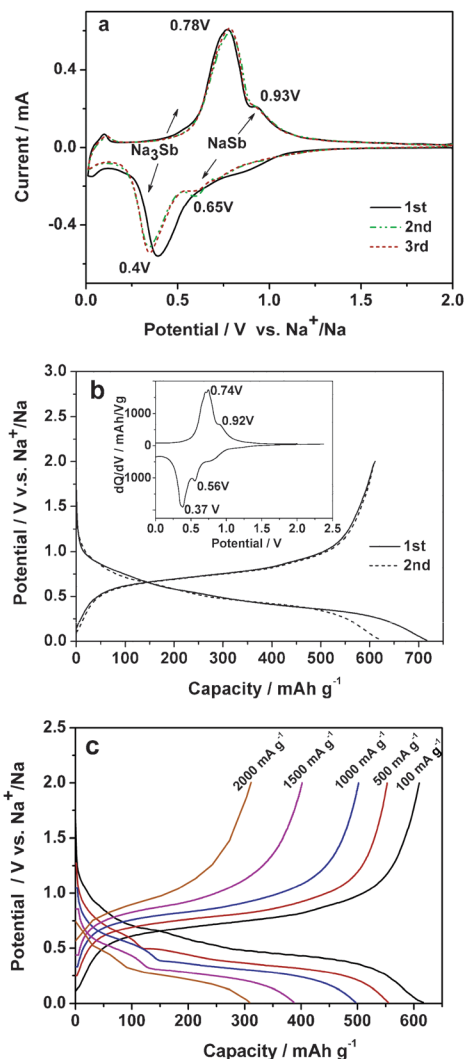 a
0.78V
0.93V
Na3Sb
NaSb
0.65V
0.4V
1st
2nd
3rd
0.6
0.0
-0.6
Current / mA
0.0
0.5
1.0
1.5
2.0
Potential / V vs. Na+/Na
b
0.74V
0.92V
0.56V
0.37 V
1000
0
1000
dQ/dV / mAh/Vg
0.0 0.5 1.0 1.5 2.0 2.5
Potential / V
1st
2nd
3.0
2.5
2.0
1.5
1.0
0.5
0.0
Potential / V v.s. Na+/Na
0 100 200 300 400 500 600 700
Capacity / mAh g-1
c
2000 mA g-1
1500 mA g-1
1000 mA g-1
500 mA g-1
100 mA g-1
2.5
2.0
1.5
1.0
0.5
0.0
Potential / V vs. Na+/Na
0 100 200 300 400 500 600
Capacity / mAh g-1